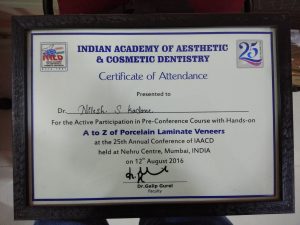 INDIAN ACADEMY OF AESTHETIC
& COSMETIC DENTISTRY
25
Certificate of Attendance
Presented to
Dr. Nilesh S.
For the Active Participation in Pre-Conference Course with Hands-on
A to Z of Porcelain Laminate Veneers
at the 25th Annual Conference of IAACD
held at Nehru Centre, Mumbai, INDIA
on 12th August 2016
Dr. Galip Gurel
Faculty